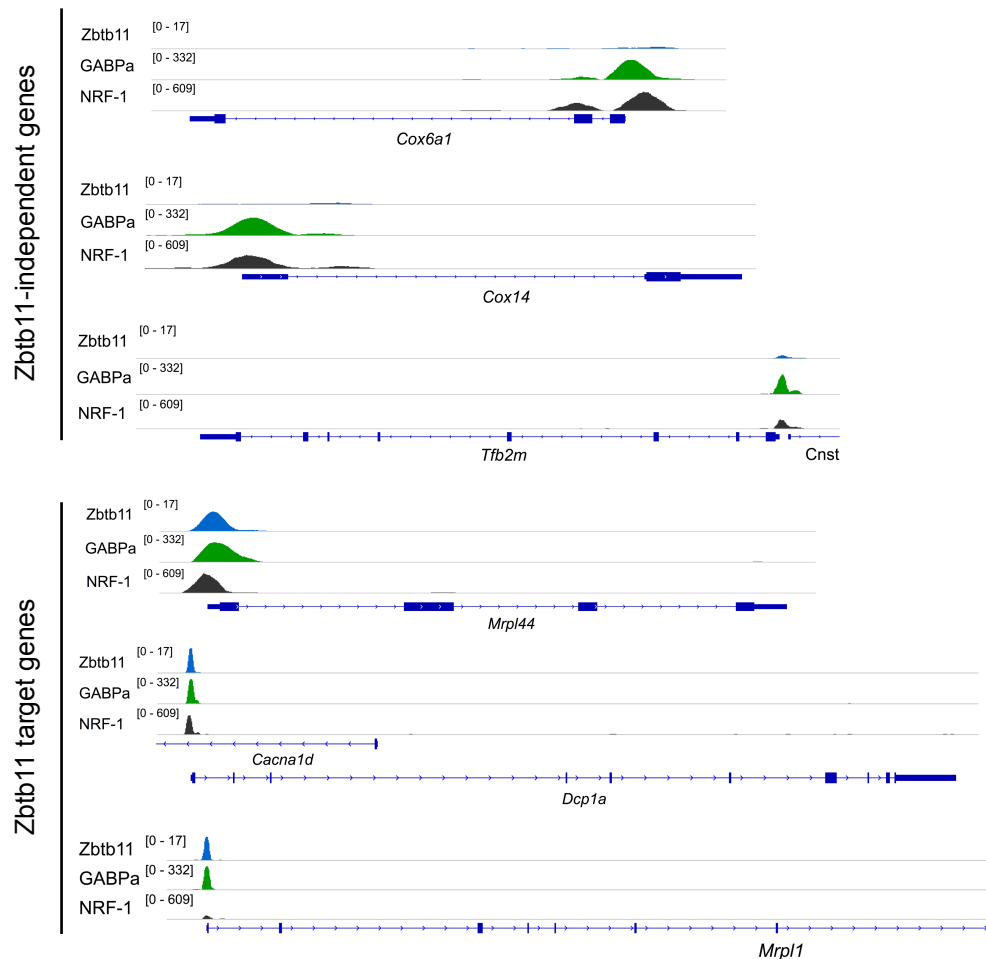 Zbtb11-independent genes
Zbtb11 [0 - 17]
GABPa [0 - 332]
NRF-1 [0 - 609]
Cox6a1
Zbtb11 [0 - 17]
GABPa [0 - 332]
NRF-1 [0 - 609]
Cox14
Zbtb11 [0 - 17]
GABPa [0 - 332]
NRF-1 [0 - 609]
Tfb2m Cnst
Zbtb11 target genes
Zbtb11 [0 - 17]
GABPa [0 - 332]
NRF-1 [0 - 609]
Mrpl44
Zbtb11 [0 - 17]
GABPa [0 - 332]
NRF-1 [0 - 609]
Cacna1d
Dcp1a
Zbtb11 [0 - 17]
GABPa [0 - 332]
NRF-1 [0 - 609]
Mrpl1